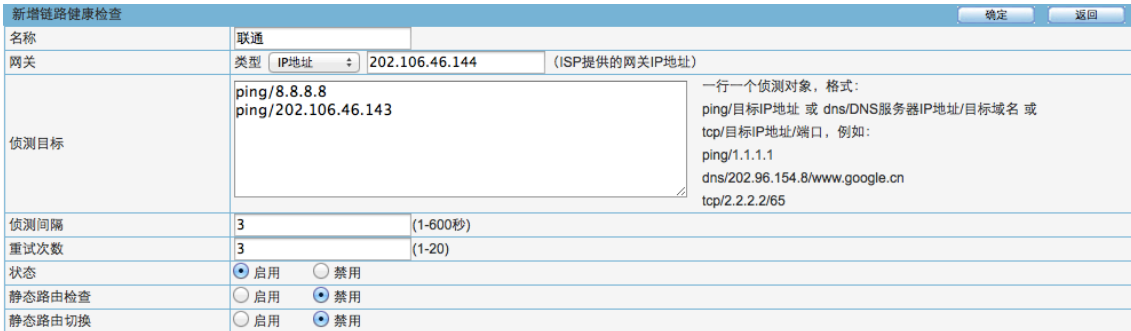 新增链路健康检查 确定 返回
名称 联通
网关 类型 IP地址 202.106.46.144 (ISP提供的网关IP地址)
侦测目标
ping/8.8.8.8
ping/202.106.46.143
一行一个侦测对象，格式：
ping/目标IP地址 或 dns/DNS服务器IP地址/目标域名 或
tcp/目标IP地址/端口，例如：
ping/1.1.1.1
dns/202.96.154.8/www.google.cn
tcp/2.2.2.2/65
侦测间隔 3 (1-600秒)
重试次数 3 (1-20)
状态 启用 禁用
静态路由检查 启用 禁用
静态路由切换 启用 禁用